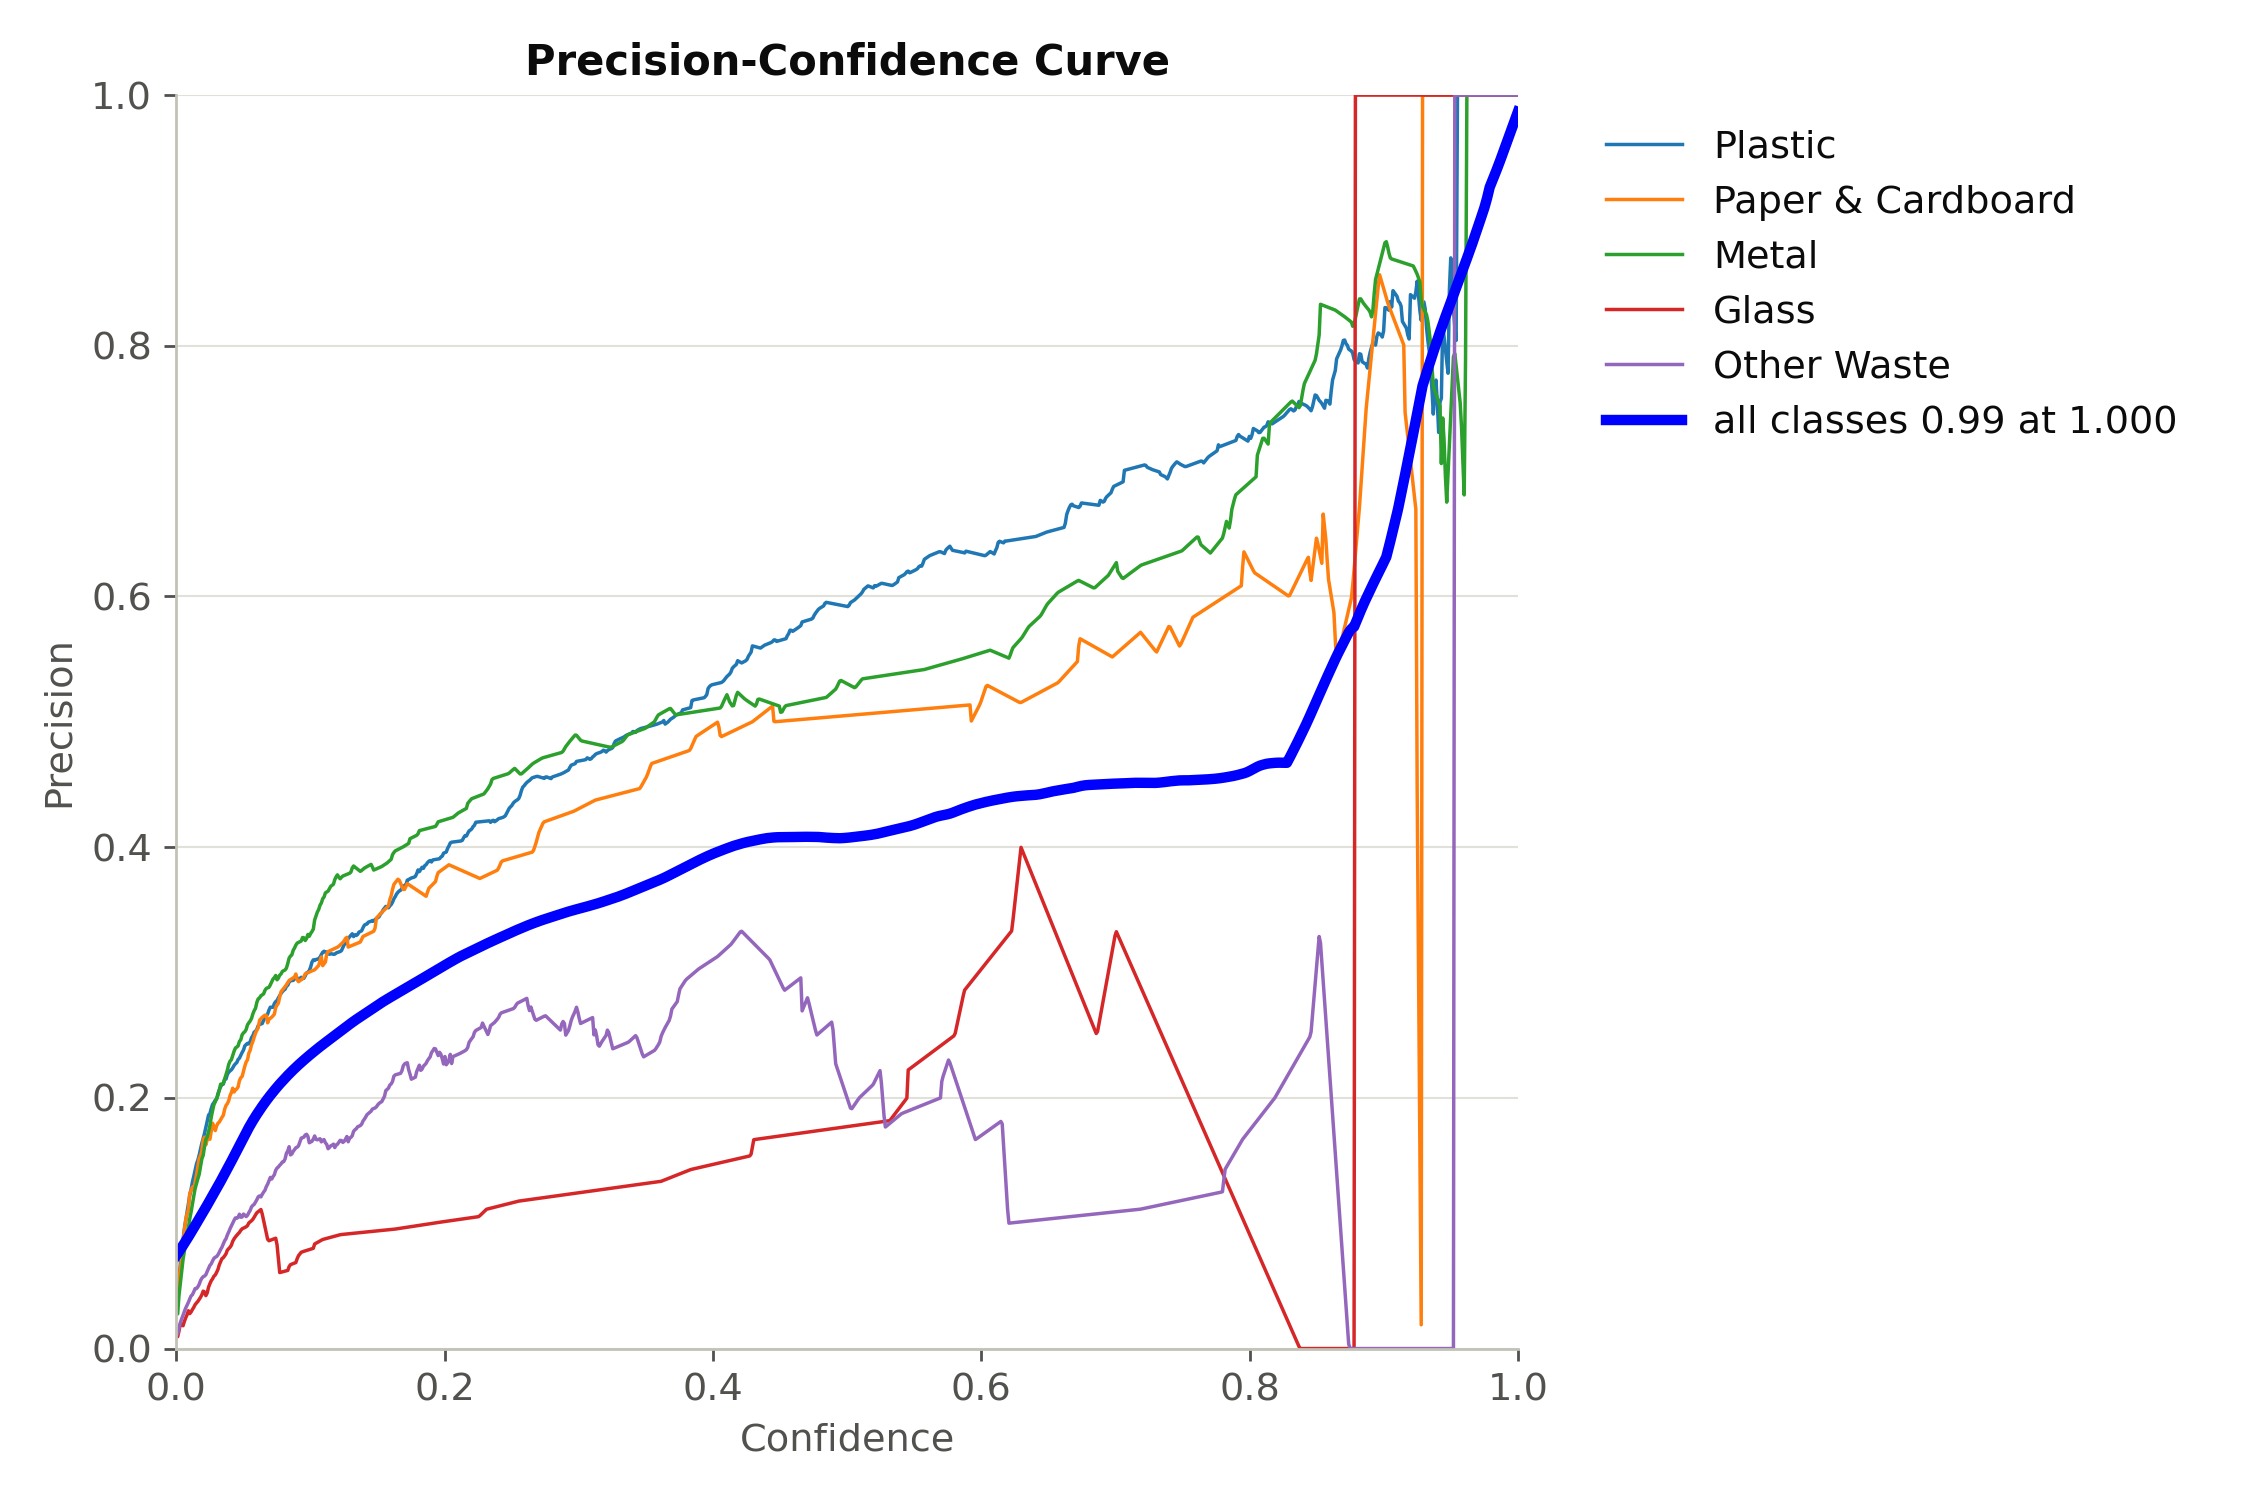 Precision-Confidence Curve
1.0
0.8
0.6
0.4
0.2
0.0
Precision
0.0 0.2 0.4 0.6 0.8 1.0
Confidence
Plastic
Paper & Cardboard
Metal
Glass
Other Waste
all classes 0.99 at 1.000